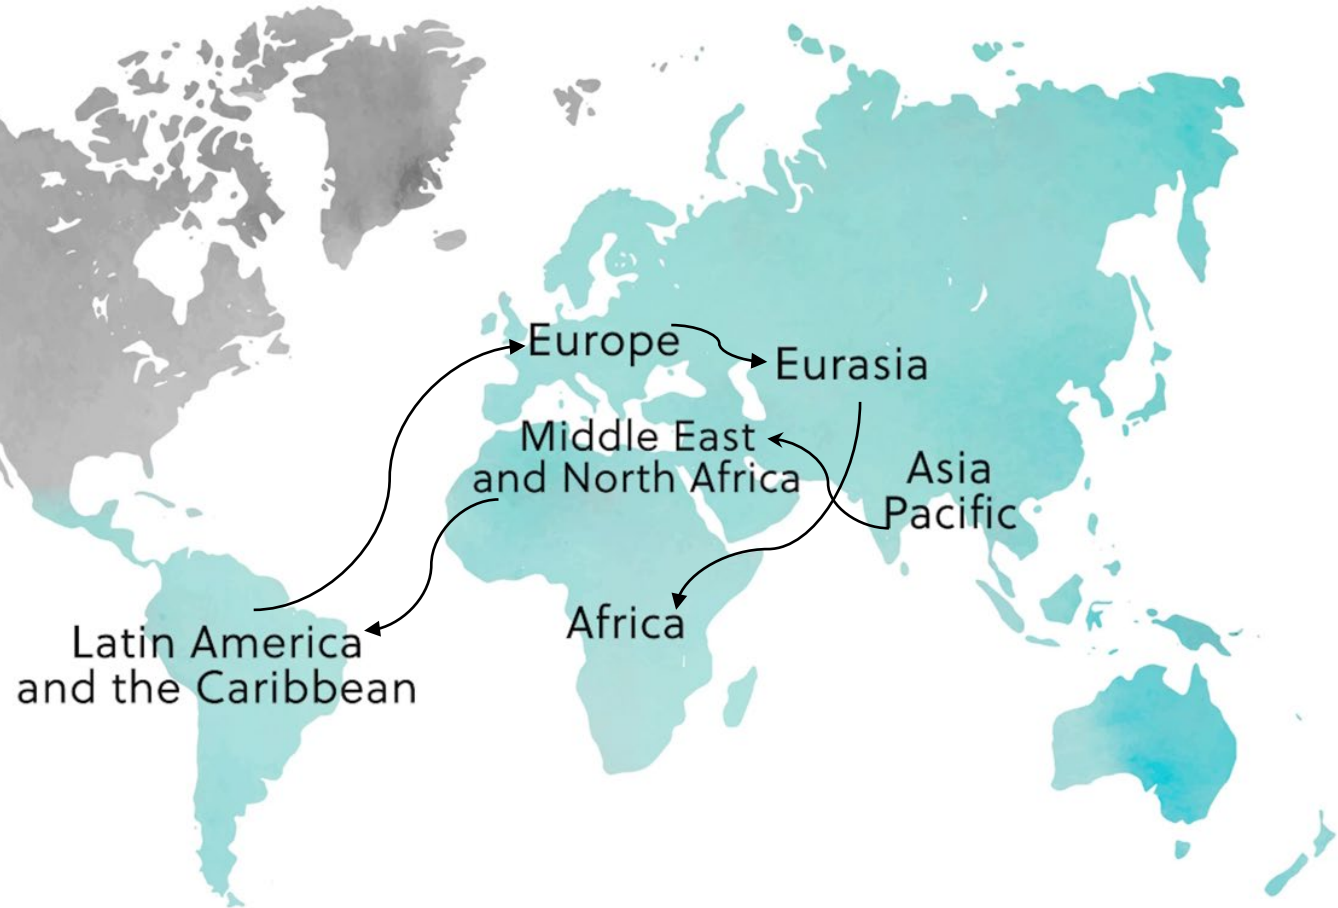 Europe
Eurasia
Middle East
and North Africa
Asia
Pacific
Africa
Latin America
and the Caribbean